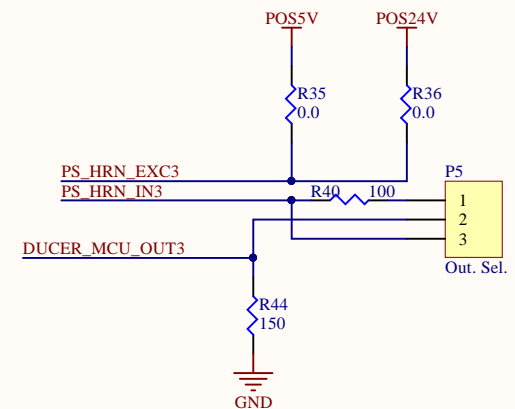 POS5V POS24V
R35 R36
0.0 0.0
PS_HRN_EXC3 P5
PS_HRN_IN3 R40 100 1
2
DUCER_MCU_OUT3 3
Out. Sel.
R44
150
GND